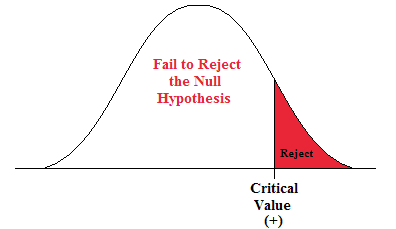 Fail to Reject
the Null
Hypothesis
Reject
Critical
Value
(+)